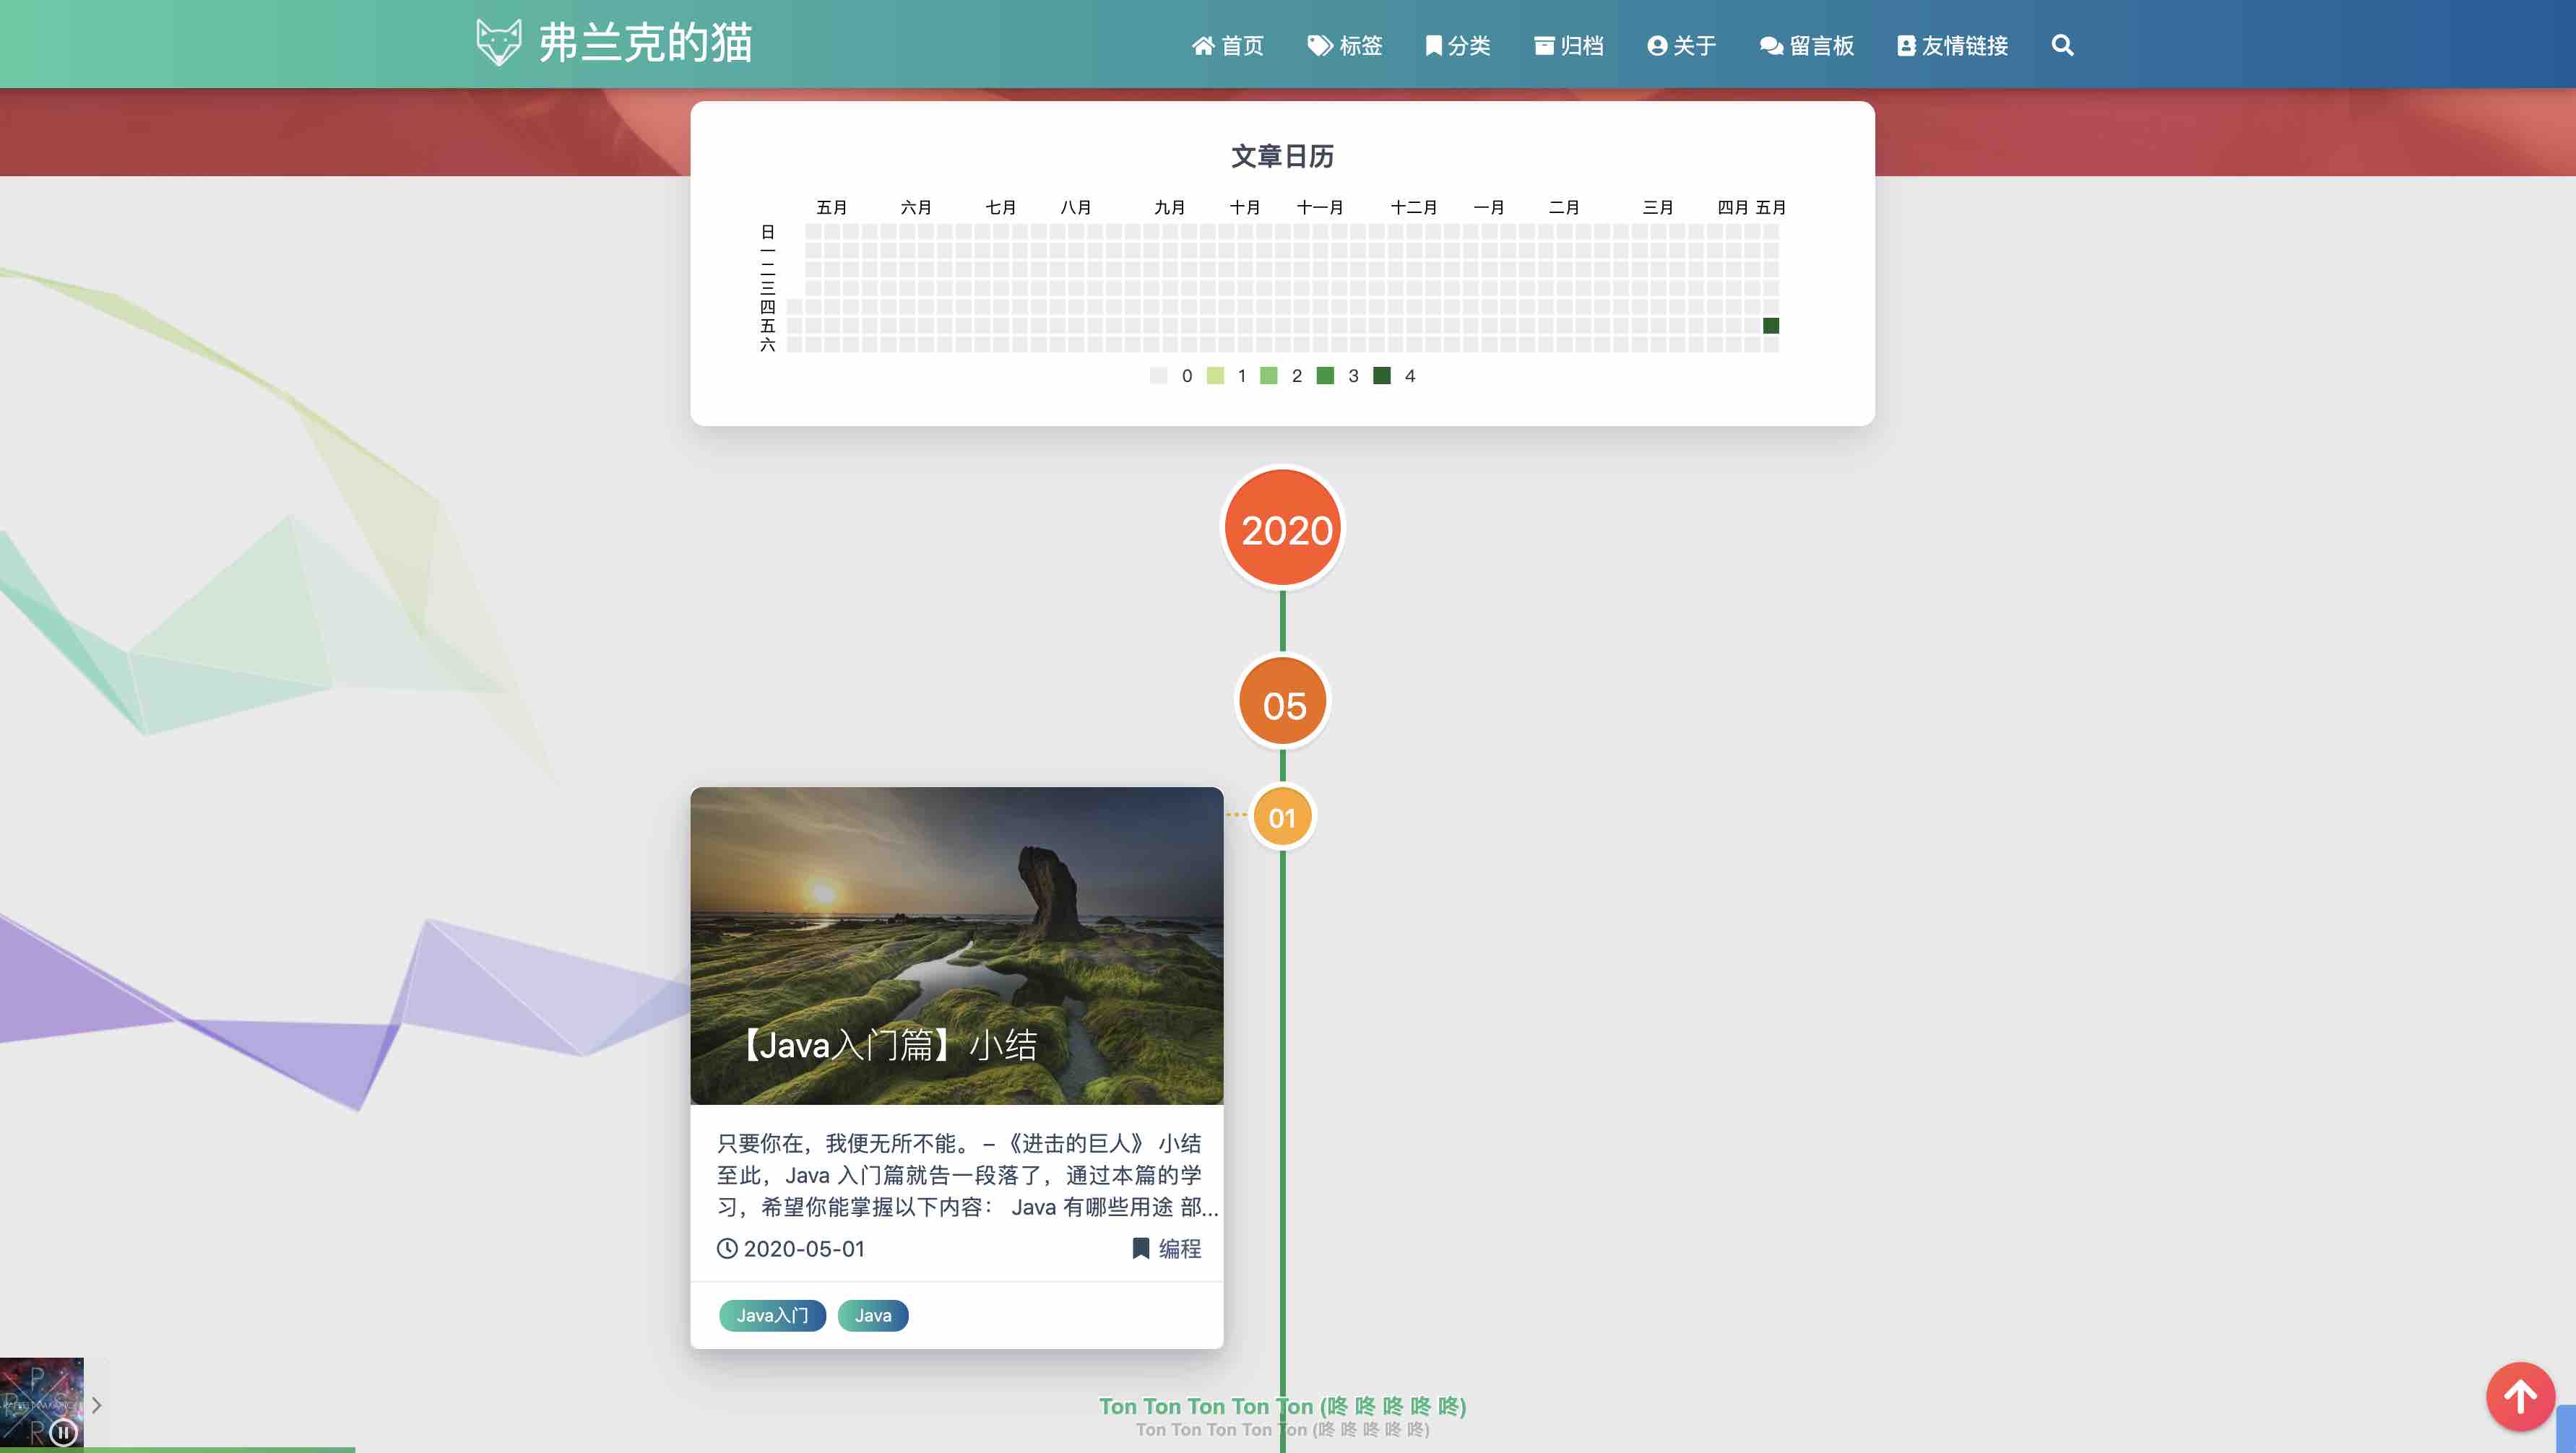 弗兰克的猫
首页 标签 分类 归档 关于 留言板 友情链接
文章日历
五月 六月 七月 八月 九月 十月 十一月 十二月 一月 二月 三月 四月 五月
日
一
二
三
四
五
六
0 1 2 3 4
2020
05
01
【Java入门篇】小结
只要你在，我便无所不能。 – 《进击的巨人》 小结
至此，Java 入门篇就告一段落了，通过本篇的学
习，希望你能掌握以下内容： Java 有哪些用途 部...
2020-05-01 编程
Java入门 Java
Ton Ton Ton Ton Ton (咚 咚 咚 咚 咚)
Ton Ton Ton Ton Ton (咚 咚 咚 咚 咚)